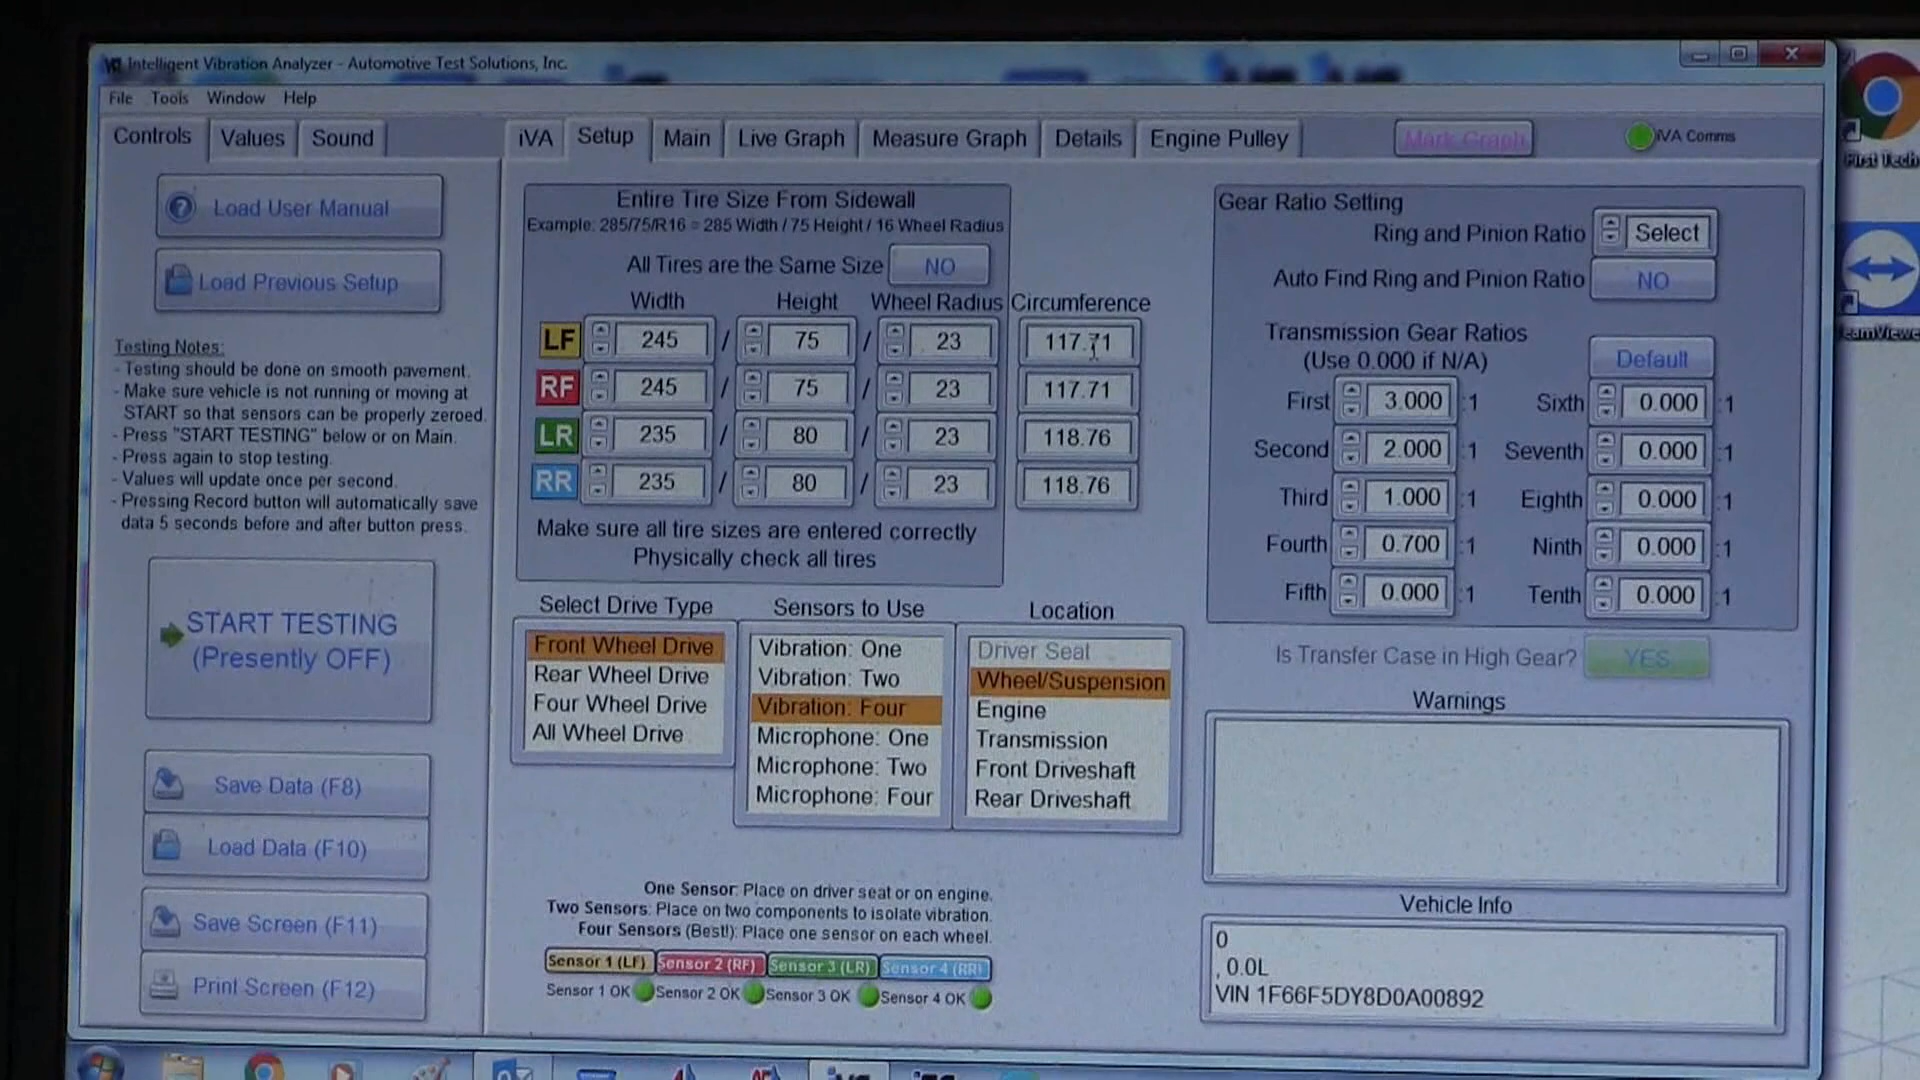 Intelligent Vibration Analyzer - Automotive Test Solutions, Inc.
File Tools Window Help
Controls Values Sound
iVA Setup Main Live Graph Measure Graph Details Engine Pulley
Mark Graph
iVA Comms
Load User Manual
Load Previous Setup
Testing Notes:
- Testing should be done on smooth pavement.
- Make sure vehicle is not running or moving at
START so that sensors can be properly zeroed.
- Press "START TESTING" below or on Main.
- Press again to stop testing.
- Values will update once per second.
- Pressing Record button will automatically save
data 5 seconds before and after button press.
START TESTING
(Presently OFF)
Save Data (F8)
Load Data (F10)
Save Screen (F11)
Print Screen (F12)
Entire Tire Size From Sidewall
Example: 285/75/R16 = 285 Width / 75 Height / 16 Wheel Radius
All Tires are the Same Size NO
Width Height Wheel Radius Circumference
LF 245 / 75 / 23 117.71
RF 245 / 75 / 23 117.71
LR 235 / 80 / 23 118.76
RR 235 / 80 / 23 118.76
Make sure all tire sizes are entered correctly
Physically check all tires
Select Drive Type
Front Wheel Drive
Rear Wheel Drive
Four Wheel Drive
All Wheel Drive
Sensors to Use
Vibration: One
Vibration: Two
Vibration: Four
Microphone: One
Microphone: Two
Microphone: Four
Location
Driver Seat
Wheel/Suspension
Engine
Transmission
Front Driveshaft
Rear Driveshaft
One Sensor: Place on driver seat or on engine.
Two Sensors: Place on two components to isolate vibration.
Four Sensors (Best!): Place one sensor on each wheel.
Sensor 1 (LF) Sensor 2 (RF) Sensor 3 (LR) Sensor 4 (RR)
Sensor 1 OK Sensor 2 OK Sensor 3 OK Sensor 4 OK
Gear Ratio Setting
Ring and Pinion Ratio Select
Auto Find Ring and Pinion Ratio NO
Transmission Gear Ratios
(Use 0.000 if N/A)
Default
First 3.000 :1 Sixth 0.000 :1
Second 2.000 :1 Seventh 0.000 :1
Third 1.000 :1 Eighth 0.000 :1
Fourth 0.700 :1 Ninth 0.000 :1
Fifth 0.000 :1 Tenth 0.000 :1
Is Transfer Case in High Gear? YES
Warnings
Vehicle Info
0
, 0.0L
VIN 1F66F5DY8D0A00892
First Tech